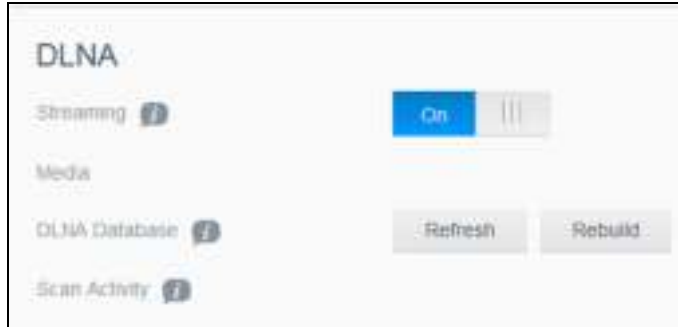 DLNA
Streaming On
Media
DLNA Database Refresh Rebuild
Scan Activity